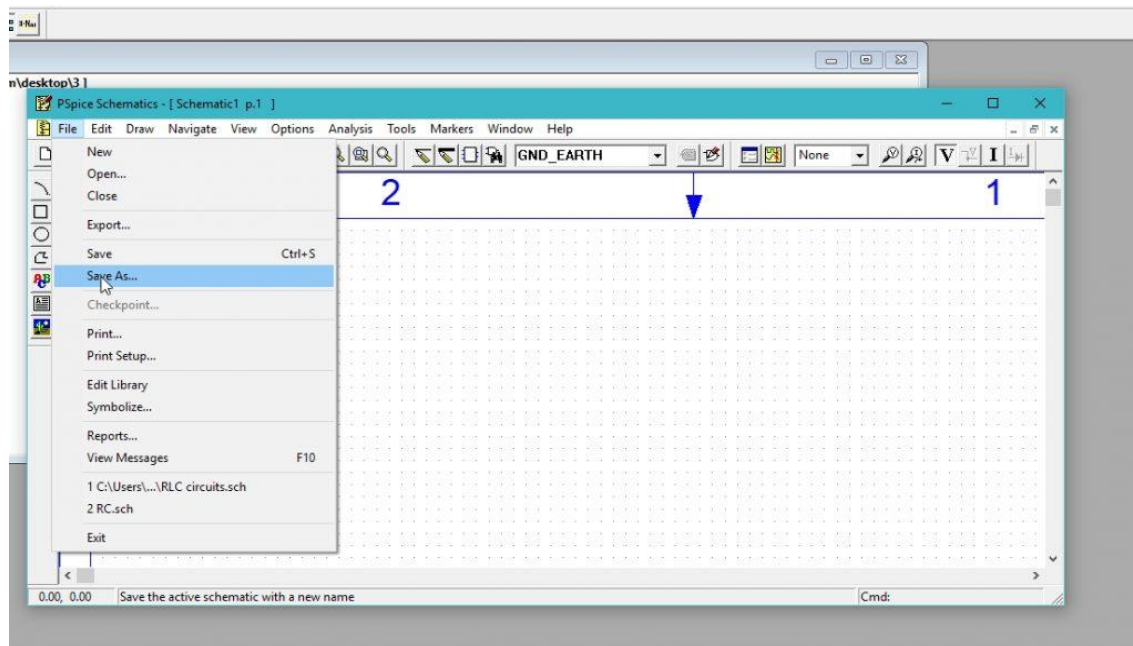 n\desktop\3 ]
PSpice Schematics - [ Schematic1 p.1 ]
File Edit Draw Navigate View Options Analysis Tools Markers Window Help
GND_EARTH None V I
2 1
New
Open...
Close
Export...
Save Ctrl+S
Save As...
Checkpoint...
Print...
Print Setup...
Edit Library
Symbolize...
Reports...
View Messages F10
1 C:\Users\...\RLC circuits.sch
2 RC.sch
Exit
0.00, 0.00 Save the active schematic with a new name Cmd: